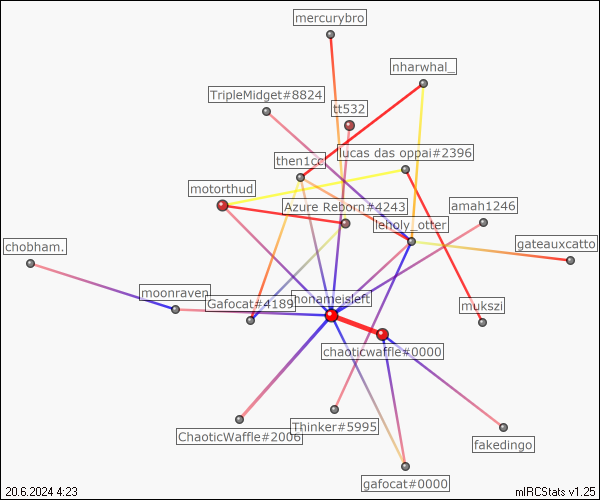 mercurybro
nharwhal_
TripleMidget#8824
tt532
lucas das oppai#2396
then1cc
motorthud
Azure Reborn#4243
amah1246
leholy_otter
chobham.
gateauxcatto
moonraven
Gafocat#4189
nonameisleft
mukszi
chaoticwaffle#0000
Thinker#5995
ChaoticWaffle#2006
fakedingo
gafocat#0000
20.6.2024 4:23
mIRCStats v1.25